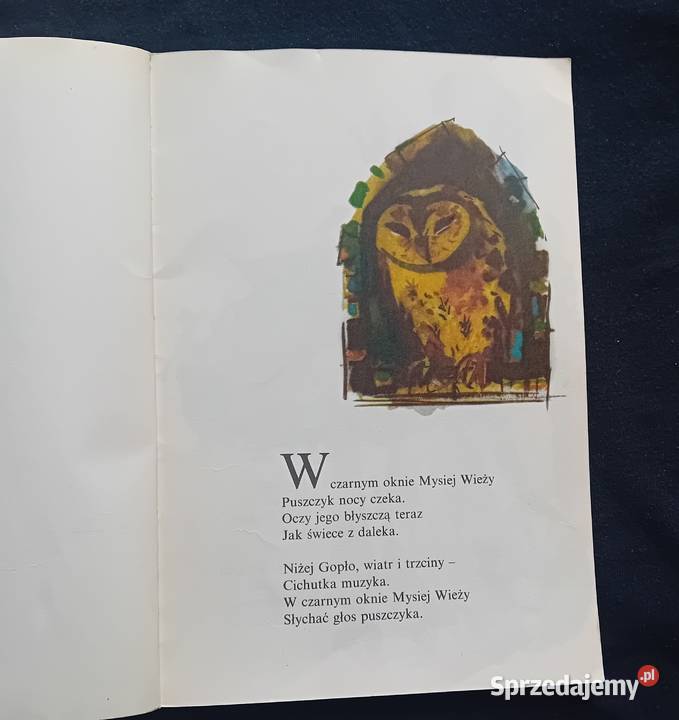 W czarnym oknie Mysiej Wieży
Puszczyk nocy czeka.
Oczy jego błyszczą teraz
Jak świece z daleka.
Niżej Gopło, wiatr i trzciny –
Cichutka muzyka.
W czarnym oknie Mysiej Wieży
Słychać głos puszczyka.
Sprzedajemy.pl